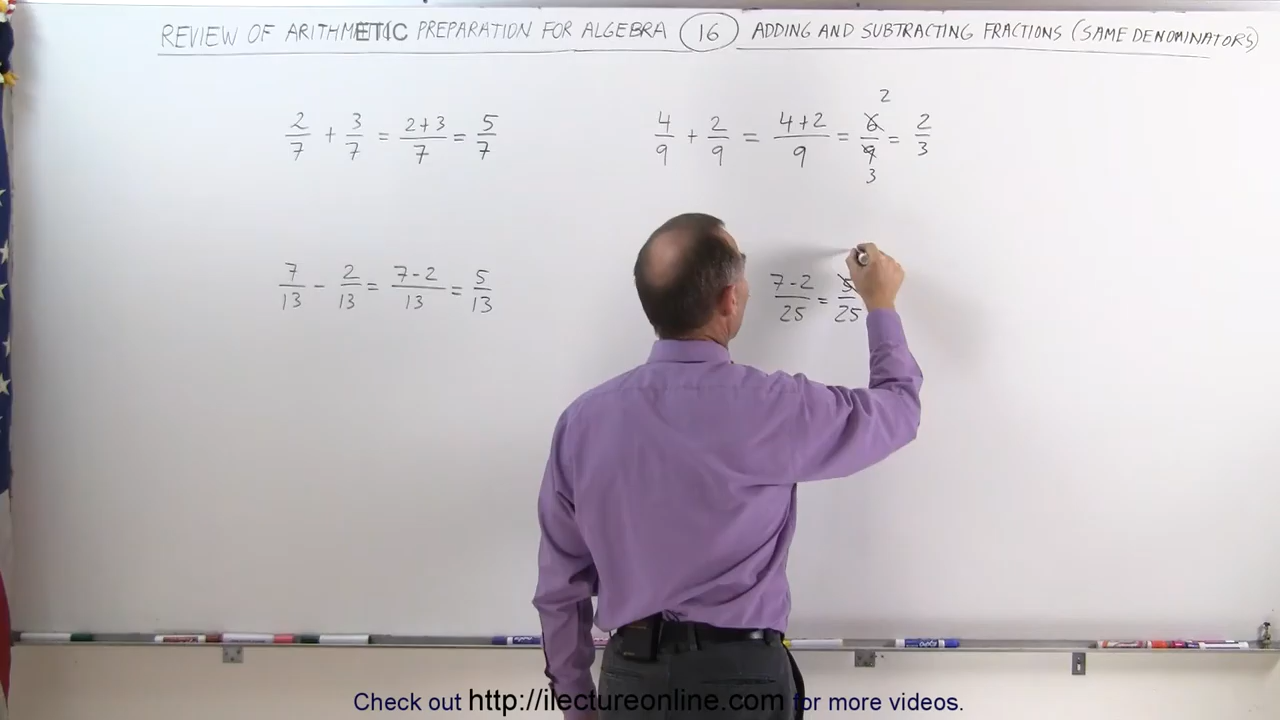 REVIEW OF ARITHMETIC PREPARATION FOR ALGEBRA 16 ADDING AND SUBTRACTING FRACTIONS (SAME DENOMINATORS)
2/7 + 3/7 = (2+3)/7 = 5/7
4/9 + 2/9 = (4+2)/9 = 6/9 = 2/3
2
3
7/13 - 2/13 = (7-2)/13 = 5/13
(7-2)/25 = 5/25
Check out http://ilectureonline.com for more videos.